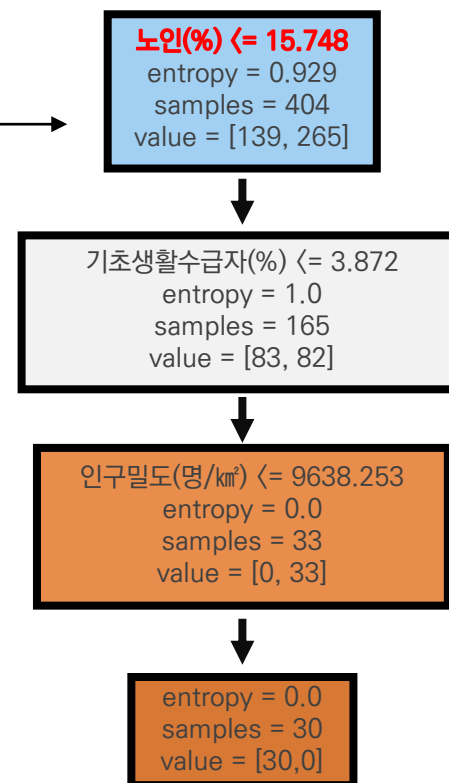 노인(%) <= 15.748
entropy = 0.929
samples = 404
value = [139, 265]
기초생활수급자(%) <= 3.872
entropy = 1.0
samples = 165
value = [83, 82]
인구밀도(명/㎢) <= 9638.253
entropy = 0.0
samples = 33
value = [0, 33]
entropy = 0.0
samples = 30
value = [30,0]